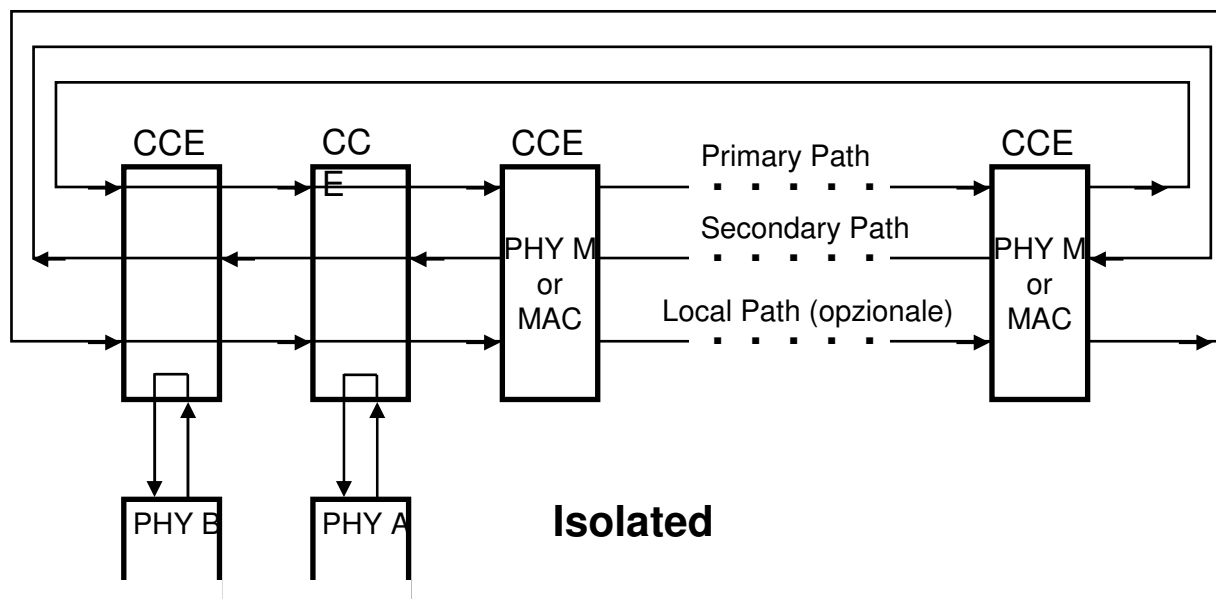 CCE
CC
E
CCE
CCE
Primary Path
Secondary Path
Local Path (opzionale)
PHY M
or
MAC
PHY M
or
MAC
PHY B
PHY A
Isolated